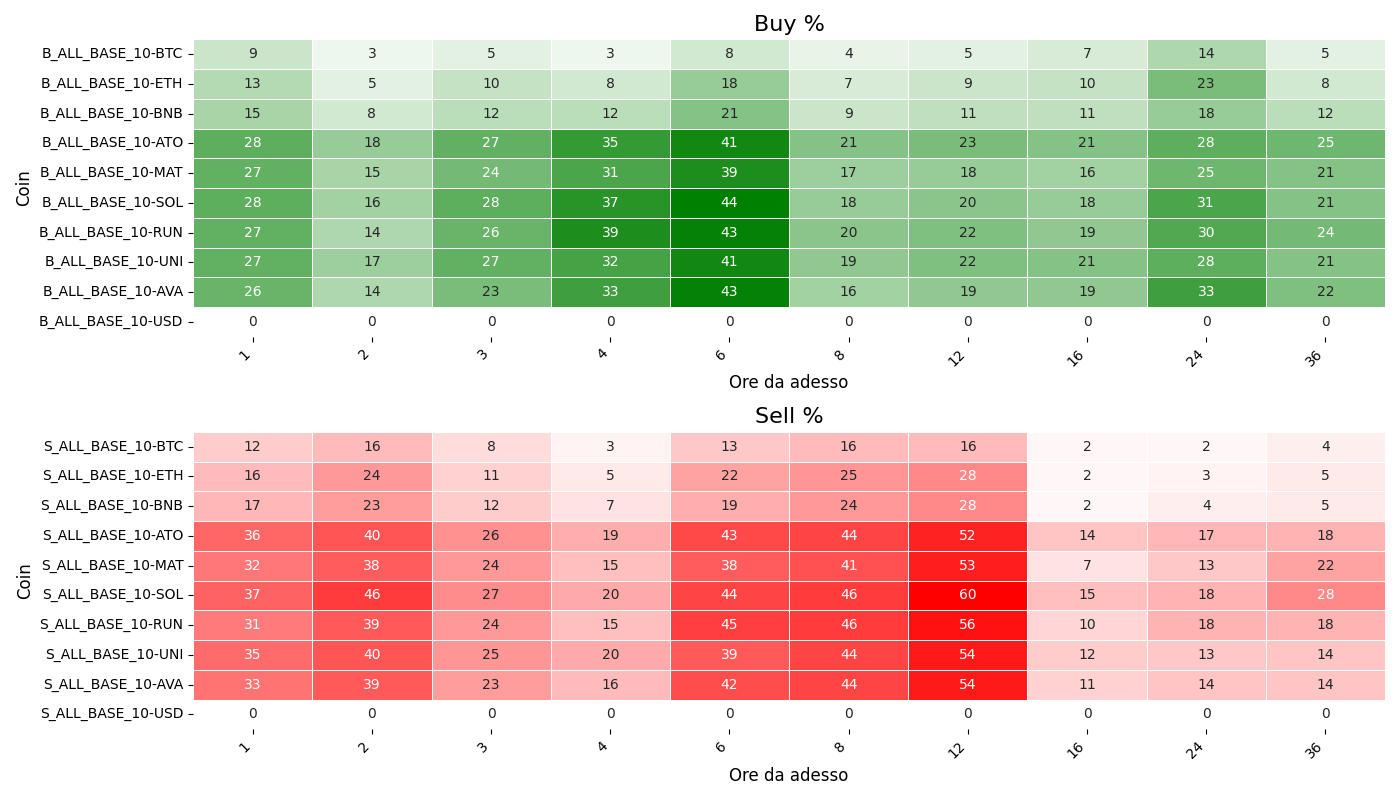 Buy %
Coin
B_ALL_BASE_10-BTC 9 3 5 3 8 4 5 7 14 5
B_ALL_BASE_10-ETH 13 5 10 8 18 7 9 10 23 8
B_ALL_BASE_10-BNB 15 8 12 12 21 9 11 11 18 12
B_ALL_BASE_10-ATO 28 18 27 35 41 21 23 21 28 25
B_ALL_BASE_10-MAT 27 15 24 31 39 17 18 16 25 21
B_ALL_BASE_10-SOL 28 16 28 37 44 18 20 18 31 21
B_ALL_BASE_10-RUN 27 14 26 39 43 20 22 19 30 24
B_ALL_BASE_10-UNI 27 17 27 32 41 19 22 21 28 21
B_ALL_BASE_10-AVA 26 14 23 33 43 16 19 19 33 22
B_ALL_BASE_10-USD 0 0 0 0 0 0 0 0 0 0
1 2 3 4 6 8 12 16 24 36
Ore da adesso
Sell %
Coin
S_ALL_BASE_10-BTC 12 16 8 3 13 16 16 2 2 4
S_ALL_BASE_10-ETH 16 24 11 5 22 25 28 2 3 5
S_ALL_BASE_10-BNB 17 23 12 7 19 24 28 2 4 5
S_ALL_BASE_10-ATO 36 40 26 19 43 44 52 14 17 18
S_ALL_BASE_10-MAT 32 38 24 15 38 41 53 7 13 22
S_ALL_BASE_10-SOL 37 46 27 20 44 46 60 15 18 28
S_ALL_BASE_10-RUN 31 39 24 15 45 46 56 10 18 18
S_ALL_BASE_10-UNI 35 40 25 20 39 44 54 12 13 14
S_ALL_BASE_10-AVA 33 39 23 16 42 44 54 11 14 14
S_ALL_BASE_10-USD 0 0 0 0 0 0 0 0 0 0
1 2 3 4 6 8 12 16 24 36
Ore da adesso